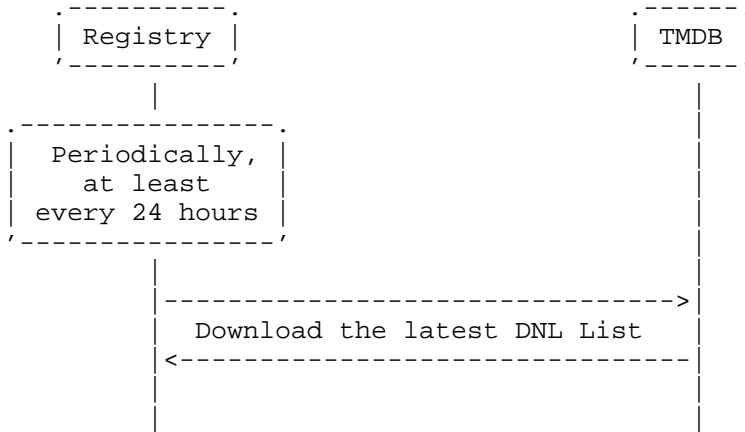 Registry TMDB
Periodically,
at least
every 24 hours
Download the latest DNL List